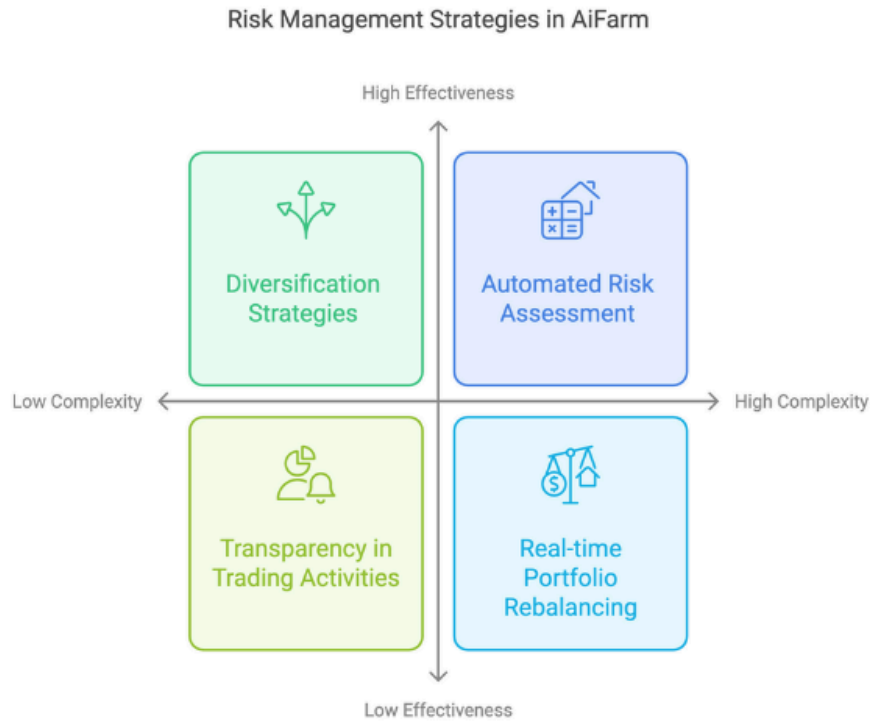 Risk Management Strategies in AiFarm
High Effectiveness
Diversification
Strategies
Automated Risk
Assessment
Low Complexity
High Complexity
Transparency in
Trading Activities
Real-time
Portfolio
Rebalancing
Low Effectiveness